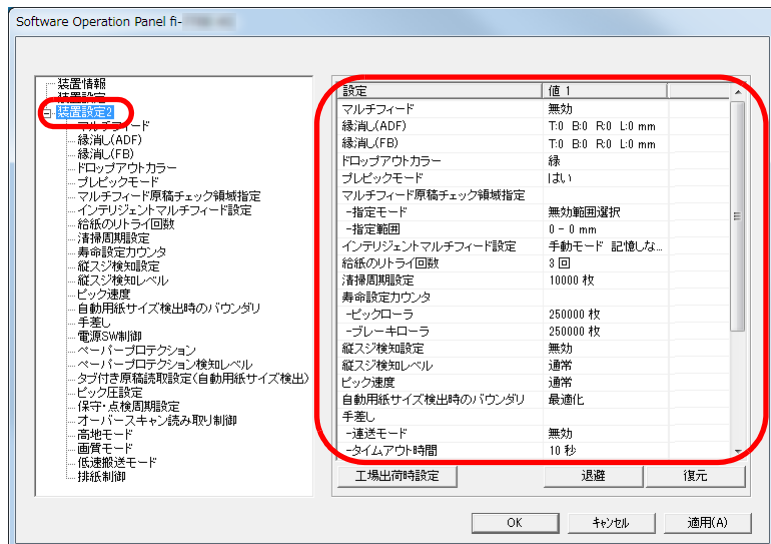 Software Operation Panel fi-
装置情報
装置設定
装置設定2
マルチフィード
縁消し(ADF)
縁消し(FB)
ドロップアウトカラー
プレピックモード
マルチフィード原稿チェック領域指定
インテリジェントマルチフィード設定
給紙のリトライ回数
清掃周期設定
寿命設定カウンタ
縦スジ検知設定
縦スジ検知レベル
ピック速度
自動用紙サイズ検出時のバウンダリ
手差し
電源SW制御
ペーパープロテクション
ペーパープロテクション検知レベル
タブ付き原稿読取設定(自動用紙サイズ検出)
ピック圧設定
保守・点検周期設定
オーバースキャン読み取り制御
高地モード
画質モード
低速搬送モード
排紙制御
設定 値 1
マルチフィード 無効
縁消し(ADF) T:0 B:0 R:0 L:0 mm
縁消し(FB) T:0 B:0 R:0 L:0 mm
ドロップアウトカラー 緑
プレピックモード はい
マルチフィード原稿チェック領域指定
-指定モード 無効範囲選択
-指定範囲 0 - 0 mm
インテリジェントマルチフィード設定 手動モード 記憶しな...
給紙のリトライ回数 3 回
清掃周期設定 10000 枚
寿命設定カウンタ
-ピックローラ 250000 枚
-ブレーキローラ 250000 枚
縦スジ検知設定 無効
縦スジ検知レベル 通常
ピック速度 通常
自動用紙サイズ検出時のバウンダリ 最適化
手差し
-連送モード 無効
-タイムアウト時間 10 秒
工場出荷時設定 退避 復元
OK キャンセル 適用(A)